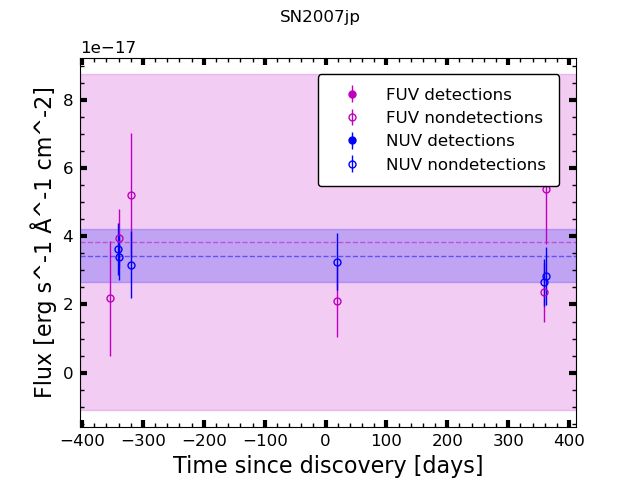 SN2007jp
1e−17
FUV detections
FUV nondetections
NUV detections
NUV nondetections
8
6
4
2
0
Flux [erg s^-1 Å^-1 cm^-2]
−400 −300 −200 −100 0 100 200 300 400
Time since discovery [days]